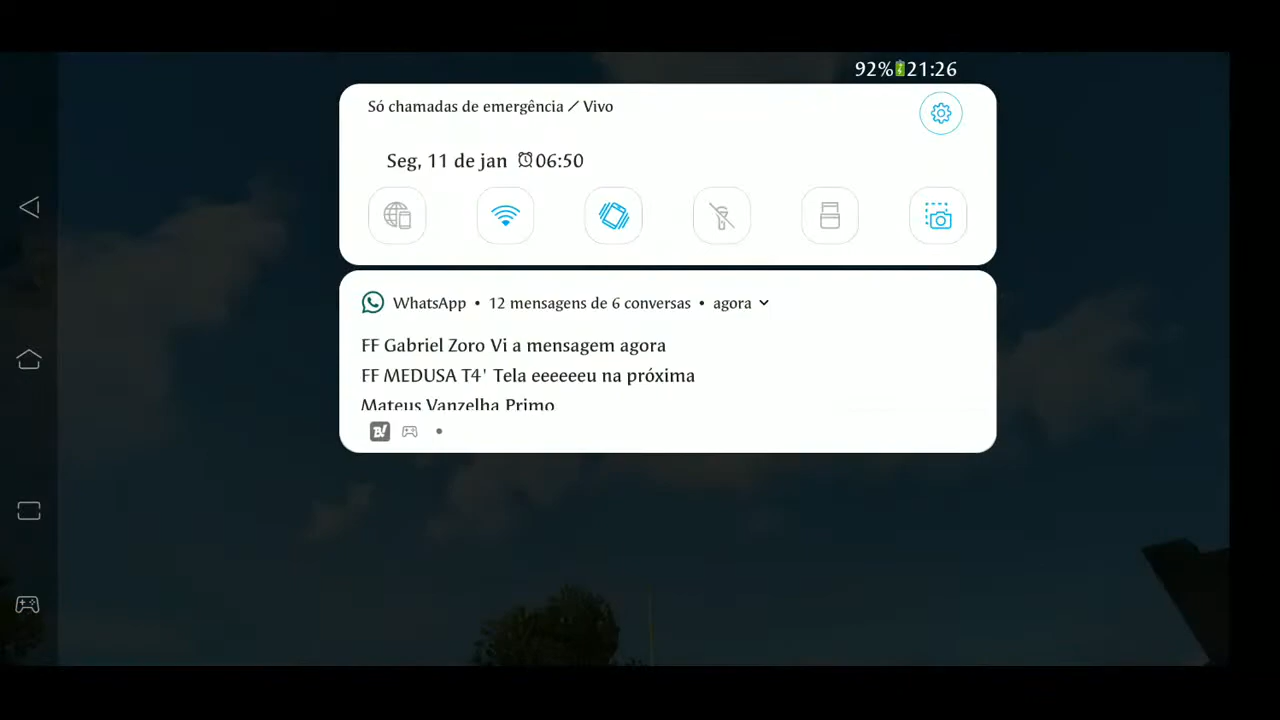 92% 21:26
Só chamadas de emergência / Vivo
Seg, 11 de jan 06:50
WhatsApp • 12 mensagens de 6 conversas • agora
FF Gabriel Zoro Vi a mensagem agora
FF MEDUSA T4' Tela eeeeeeu na próxima
Mateus Vanzelha Primo
B!